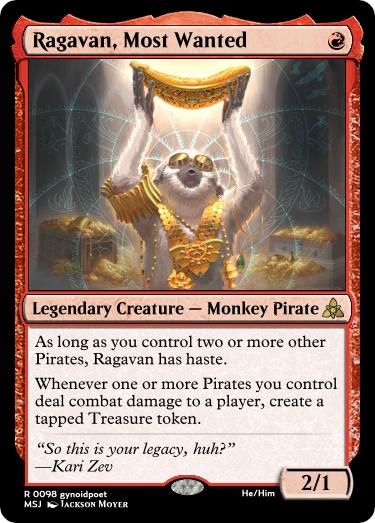 Ragavan, Most Wanted
Legendary Creature — Monkey Pirate
As long as you control two or more other
Pirates, Ragavan has haste.
Whenever one or more Pirates you control
deal combat damage to a player, create a
tapped Treasure token.
“So this is your legacy, huh?”
—Kari Zev
2/1
R 0098 gynoidpoet
He/Him
MSJ Jackson Moyer